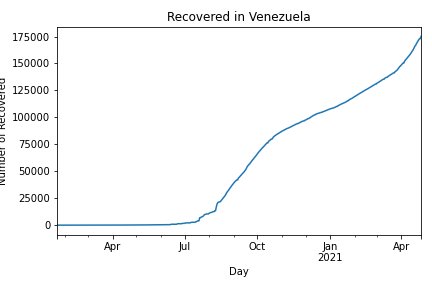 Recovered in Venezuela
175000
150000
125000
100000
75000
50000
25000
0
Number of Recovered
Apr
Jul
Oct
Jan
2021
Apr
Day